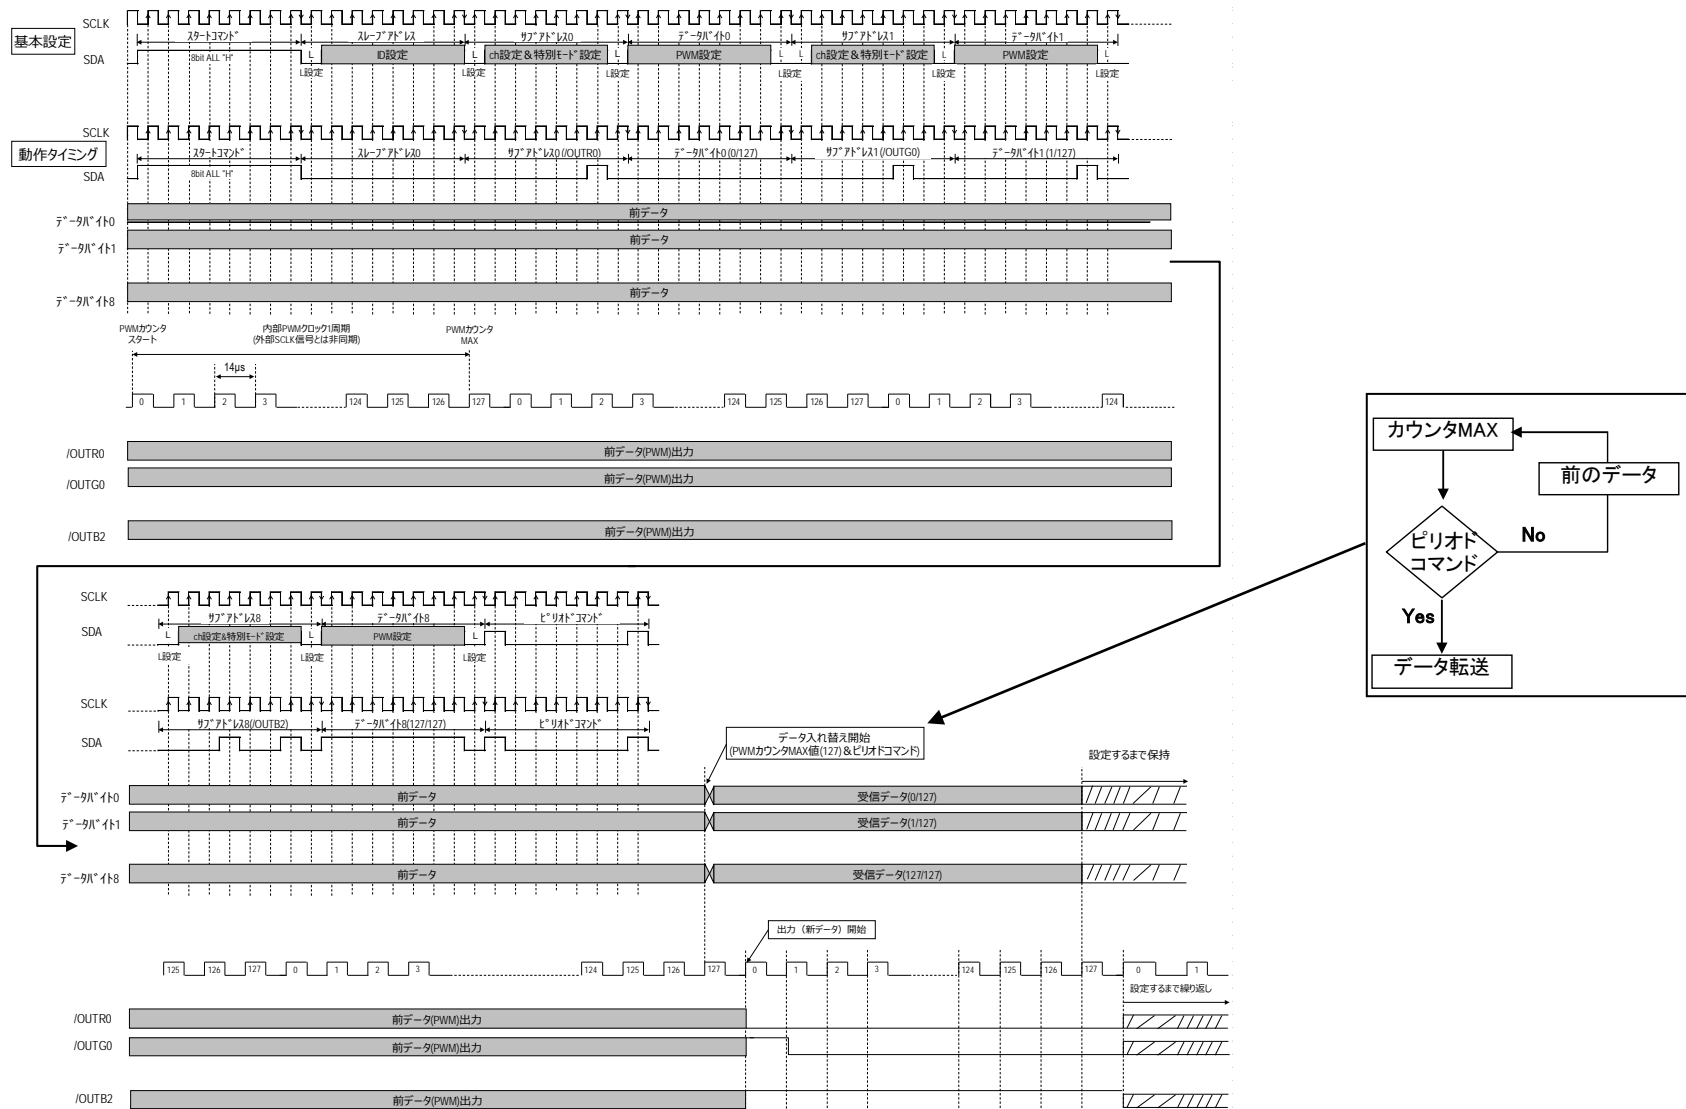 SCLK
基本設定
スタートコマンド スレーブアドレス サブアドレス0 データバイト0 サブアドレス1 データバイト1
SDA
8bit ALL "H" L ID設定 L ch設定&特別モード設定 L PWM設定 L ch設定&特別モード設定 L PWM設定 L
L設定 L設定 L設定 L設定 L設定 L設定
SCLK
動作タイミング
スタートコマンド スレーブアドレス0 サブアドレス0(/OUTR0) データバイト0(0/127) サブアドレス1(/OUTG0) データバイト1(1/127)
SDA
8bit ALL "H"
データバイト0 前データ
データバイト1 前データ
データバイト8 前データ
PWMカウンタ
スタート
内部PWMクロック1周期
(外部SCLK信号とは非同期)
PWMカウンタ
MAX
14μs
0 1 2 3 124 125 126 127 0 1 2 3 124 125 126 127 0 1 2 3 124
/OUTR0 前データ(PWM)出力
/OUTG0 前データ(PWM)出力
/OUTB2 前データ(PWM)出力
カウンタMAX
前のデータ
ピリオド
コマンド
No
Yes
データ転送
SCLK
サブアドレス8 データバイト8 ピリオドコマンド
SDA
L ch設定&特別モード設定 L PWM設定 L
L設定 L設定 L設定
SCLK
サブアドレス8(/OUTB2) データバイト8(127/127) ピリオドコマンド
SDA
データ入れ替え開始
(PWMカウンタMAX値(127)&ピリオドコマンド)
設定するまで保持
データバイト0 前データ 受信データ(0/127)
データバイト1 前データ 受信データ(1/127)
データバイト8 前データ 受信データ(127/127)
出力(新データ)開始
125 126 127 0 1 2 3 124 125 126 127 0 1 2 3 124 125 126 127 0 1
設定するまで繰り返し
/OUTR0 前データ(PWM)出力
/OUTG0 前データ(PWM)出力
/OUTB2 前データ(PWM)出力